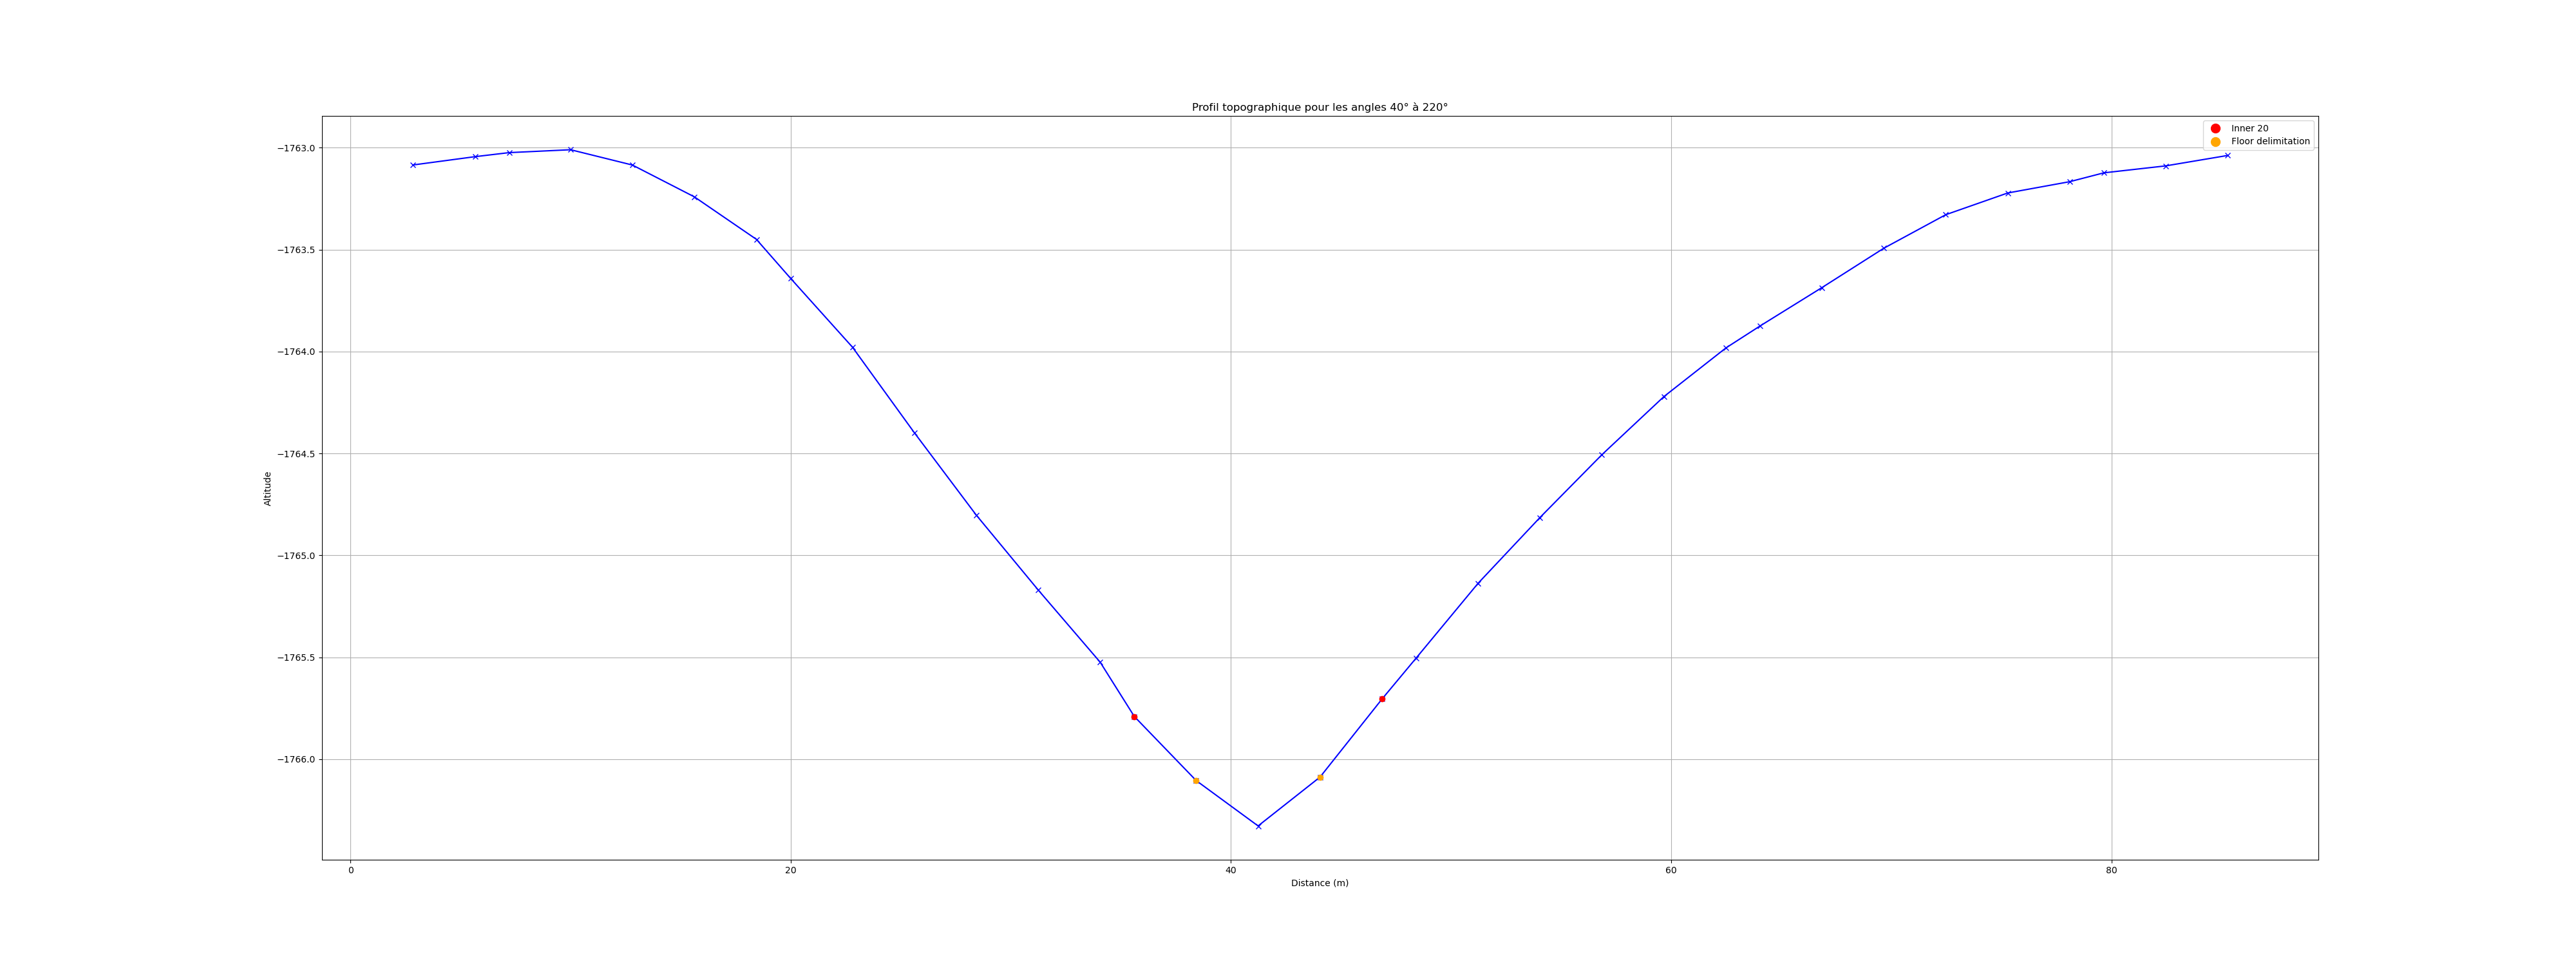 Profil topographique pour les angles 40° à 220°
Inner 20
Floor delimitation
−1763.0
−1763.5
−1764.0
−1764.5
−1765.0
−1765.5
−1766.0
Altitude
0 20 40 60 80
Distance (m)